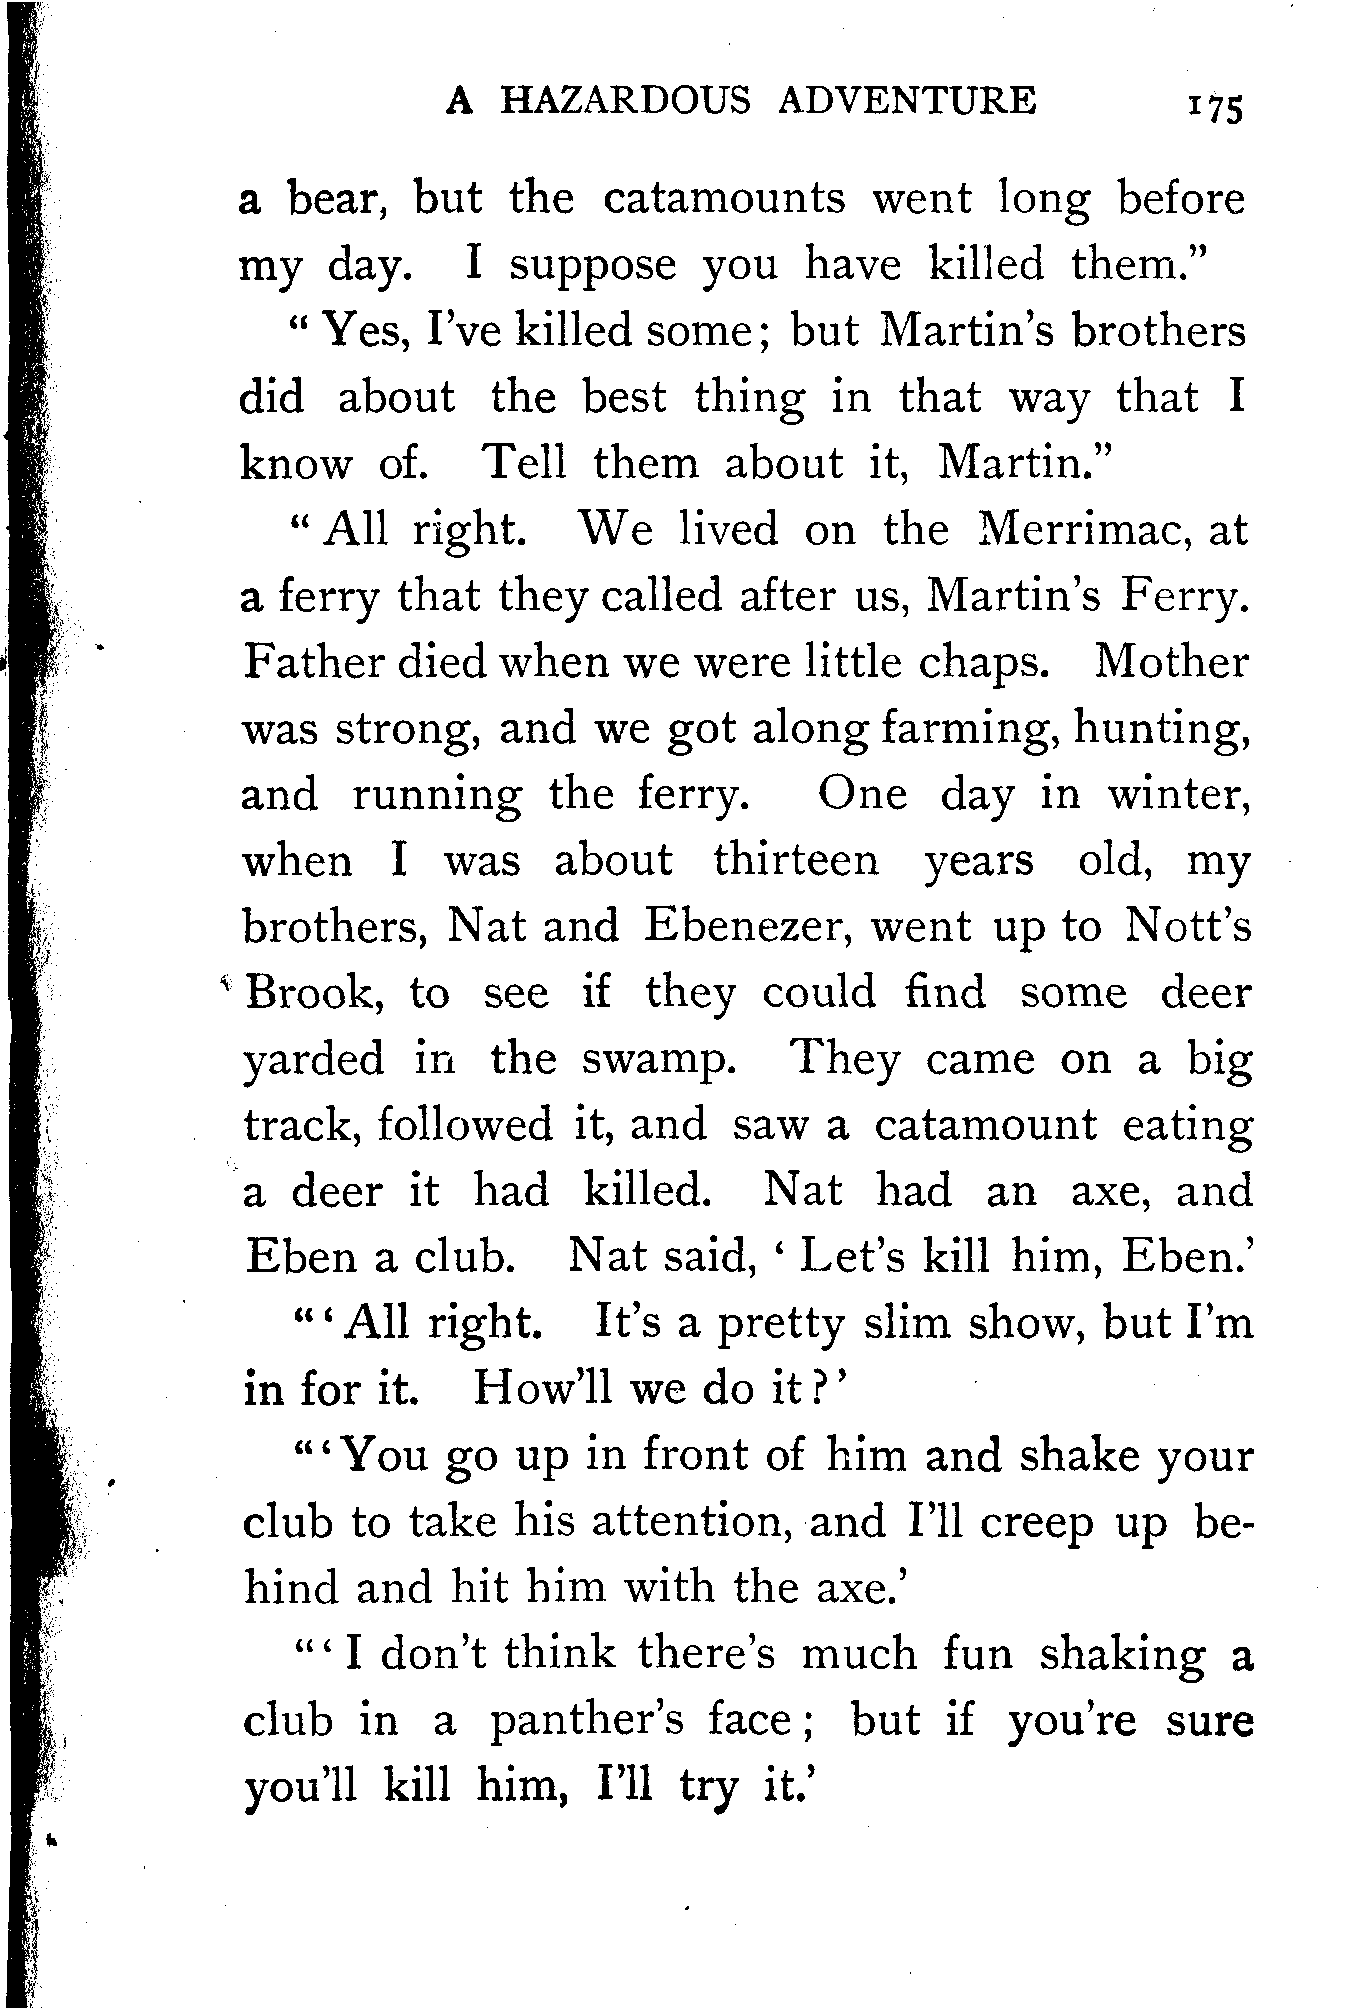 A HAZARDOUS ADVENTURE 175
a bear, but the catamounts went long before
my day. I suppose you have killed them.”
“ Yes, I’ve killed some; but Martin’s brothers
did about the best thing in that way that I
know of. Tell them about it, Martin.”
“ All right. We lived on the Merrimac, at
a ferry that they called after us, Martin’s Ferry.
Father died when we were little chaps. Mother
was strong, and we got along farming, hunting,
and running the ferry. One day in winter,
when I was about thirteen years old, my
brothers, Nat and Ebenezer, went up to Nott’s
Brook, to see if they could find some deer
yarded in the swamp. They came on a big
track, followed it, and saw a catamount eating
a deer it had killed. Nat had an axe, and
Eben a club. Nat said, ‘ Let’s kill him, Eben.’
“ ‘ All right. It’s a pretty slim show, but I’m
in for it. How’ll we do it ? ’
“ ‘ You go up in front of him and shake your
club to take his attention, and I’ll creep up be-
hind and hit him with the axe.’
“ ‘ I don’t think there’s much fun shaking a
club in a panther’s face ; but if you’re sure
you’ll kill him, I’ll try it.’